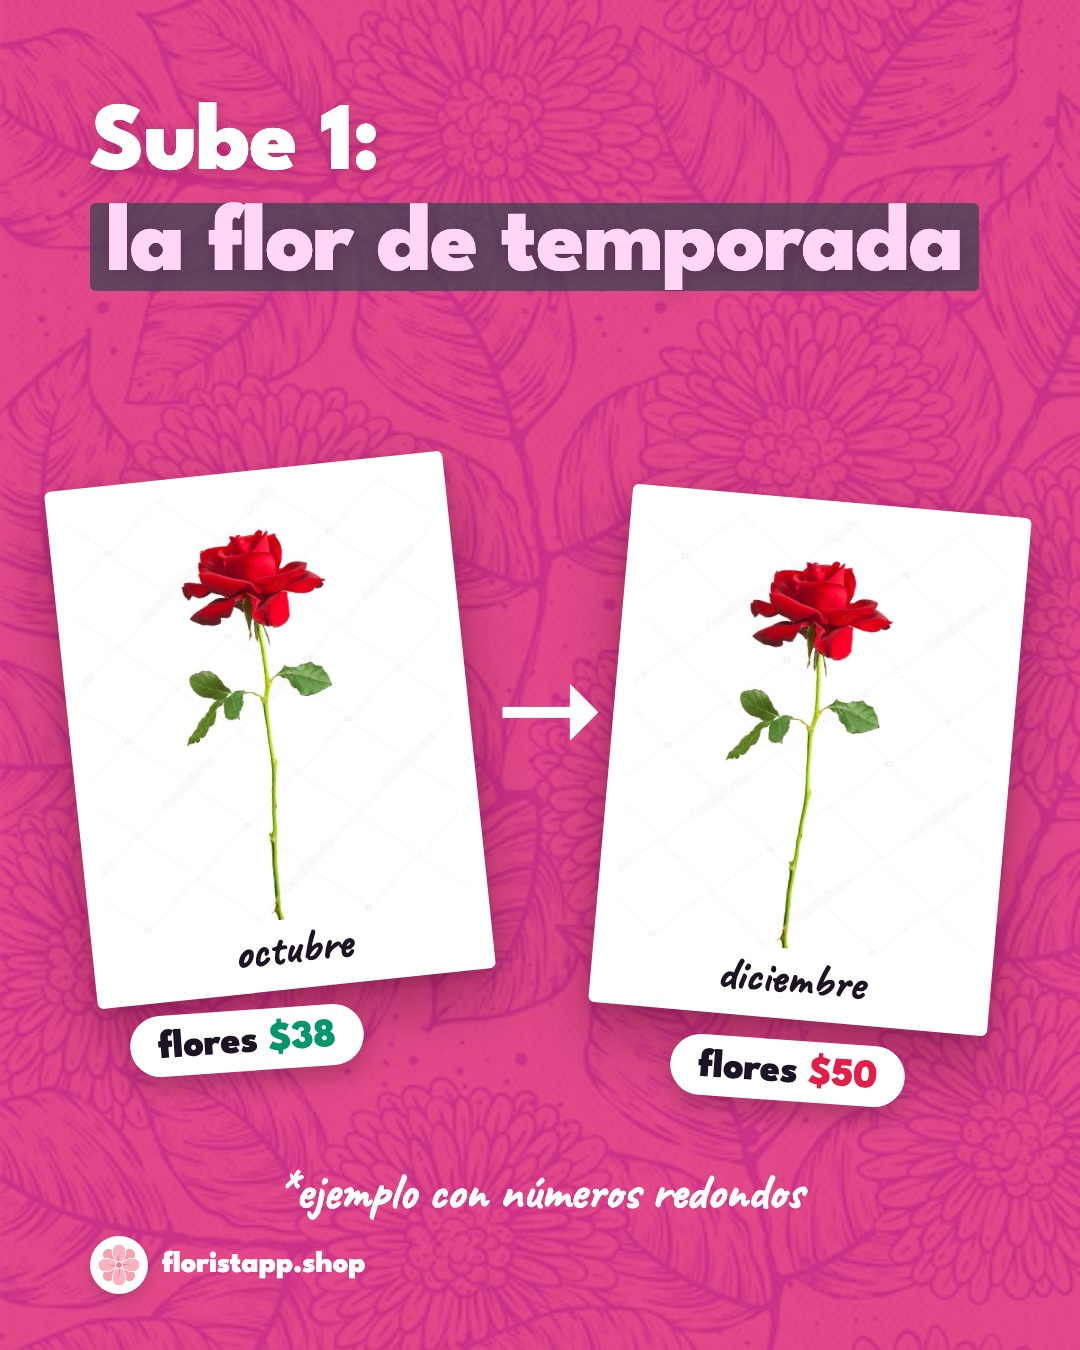 Sube 1:
la flor de temporada
octubre
diciembre
flores $38
flores $50
*ejemplo con números redondos
floristapp.shop